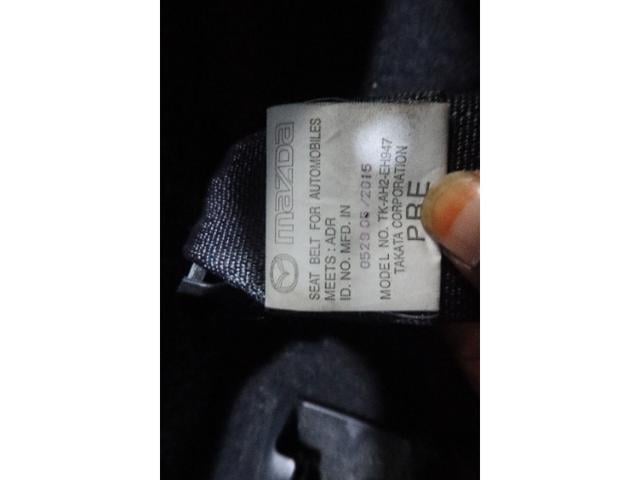 mazda
SEAT BELT FOR AUTOMOBILES
MEETS : ADR
ID. NO. MFD. IN
0529 05/2015
MODEL NO. TK-AH2-EH947
TAKATA CORPORATION
PRE